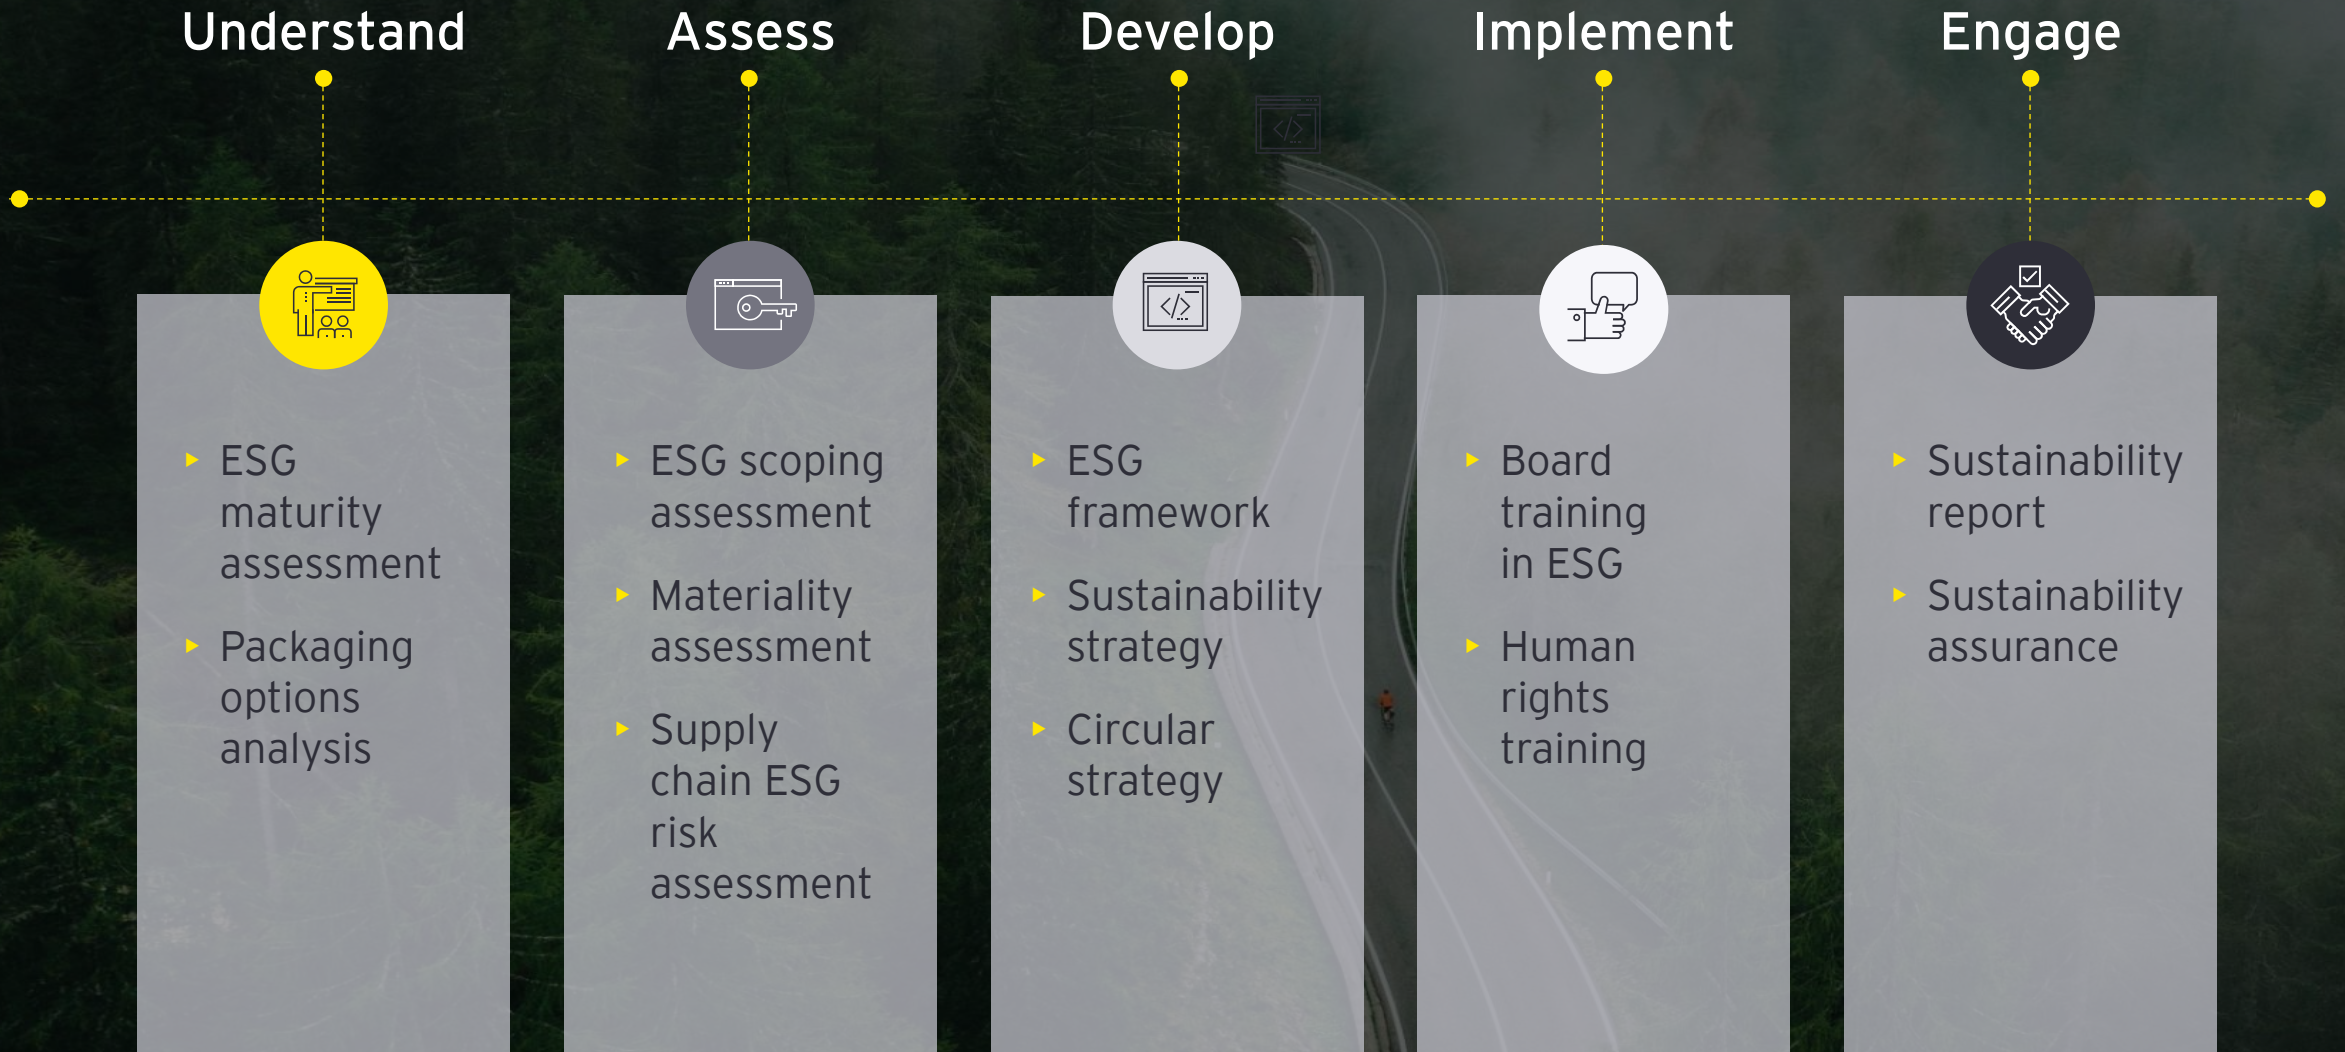 Understand
Assess
Develop
Implement
Engage
ESG
maturity
assessment
Packaging
options
analysis
ESG scoping
assessment
Materiality
assessment
Supply
chain ESG
risk
assessment
ESG
framework
Sustainability
strategy
Circular
strategy
Board
training
in ESG
Human
rights
training
Sustainability
report
Sustainability
assurance